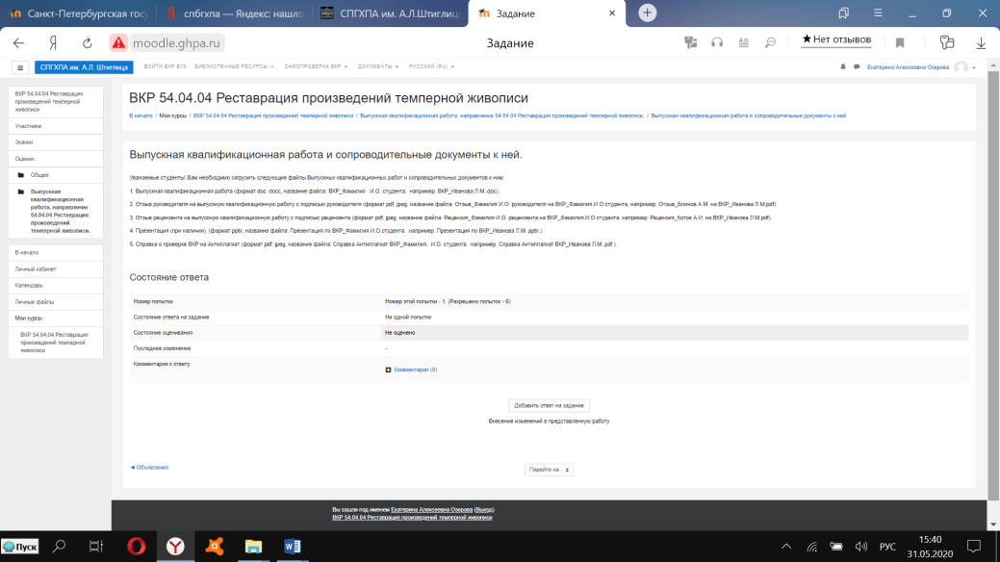 Санкт-Петербургская госу
спбгхпа — Яндекс: нашло
СПГХПА им. А.Л.Штиглиц
Задание
moodle.ghpa.ru
Задание
★ Нет отзывов
СПГХПА им. А.Л. Штиглица
ВОЙТИ ВКР ВУЗ
БИБЛИОТЕЧНЫЕ РЕСУРСЫ
САМОПРОВЕРКА ВКР
ДОКУМЕНТЫ
РУССКИЙ (RU)
Екатерина Алексеевна Озерова
ВКР 54.04.04 Реставрация
произведений темперной
живописи
Участники
Значки
Оценки
Общее
Выпускная
квалификационная
работа, направление
54.04.04 Реставрация
произведений
темперной живописи.
В начало
Личный кабинет
Календарь
Личные файлы
Мои курсы
ВКР 54.04.04 Реставрация
произведений темперной
живописи
ВКР 54.04.04 Реставрация произведений темперной живописи
В начало / Мои курсы / ВКР 54.04.04 Реставрация произведений темперной живописи / Выпускная квалификационная работа, направление 54.04.04 Реставрация произведений темперной живописи. / Выпускная квалификационная работа и сопроводительные документы к ней.
Выпускная квалификационная работа и сопроводительные документы к ней.
Уважаемые студенты! Вам необходимо загрузить следующие файлы Выпускных квалификационных работ и сопроводительных документов к ним:
1. Выпускная квалификационная работа (формат doc, docx, название файла: ВКР_Фамилия И.О. студента. например: ВКР_Иванова Л.М..doc).
2. Отзыв руководителя на выпускную квалификационную работу с подписью руководителя (формат pdf, jpeg, название файла: Отзыв_Фамилия И.О. руководителя на ВКР_Фамилия.И.О.студента, например: Отзыв_Блинов А.М. на ВКР_Иванова Л.М.pdf).
3. Отзыв рецензента на выпускную квалификационную работу с подписью рецензента (формат pdf, jpeg, название файла: Рецензия_Фамилия И.О. рецензента на ВКР_Фамилия.И.О.студента, например: Рецензия_Котов А.И. на ВКР_Иванова Л.М.pdf).
4. Презентация (при наличии), (формат pptx, название файла: Презентация по ВКР_Фамилия.И.О.студента. например: Презентация по ВКР_Иванова Л.М. pptx.)
5. Справка о проверке ВКР на Антиплагиат (формат.pdf, jpeg, название файла: Справка Антиплагиат ВКР_Фамилия. И.О. студента. например: Справка Антиплагиат ВКР_Иванова Л.М..pdf.).
Состояние ответа
Номер попытки Номер этой попытки - 1. (Разрешено попыток - 6)
Состояние ответа на задание Ни одной попытки
Состояние оценивания Не оценено
Последнее изменение -
Комментарии к ответу Комментарии (0)
Добавить ответ на задание
Внесение изменений в представленную работу
◄ Объявления
Перейти на...
Вы зашли под именем Екатерина Алексеевна Озерова (Выход)
ВКР 54.04.04 Реставрация произведений темперной живописи
Пуск
РУС
15:40
31.05.2020